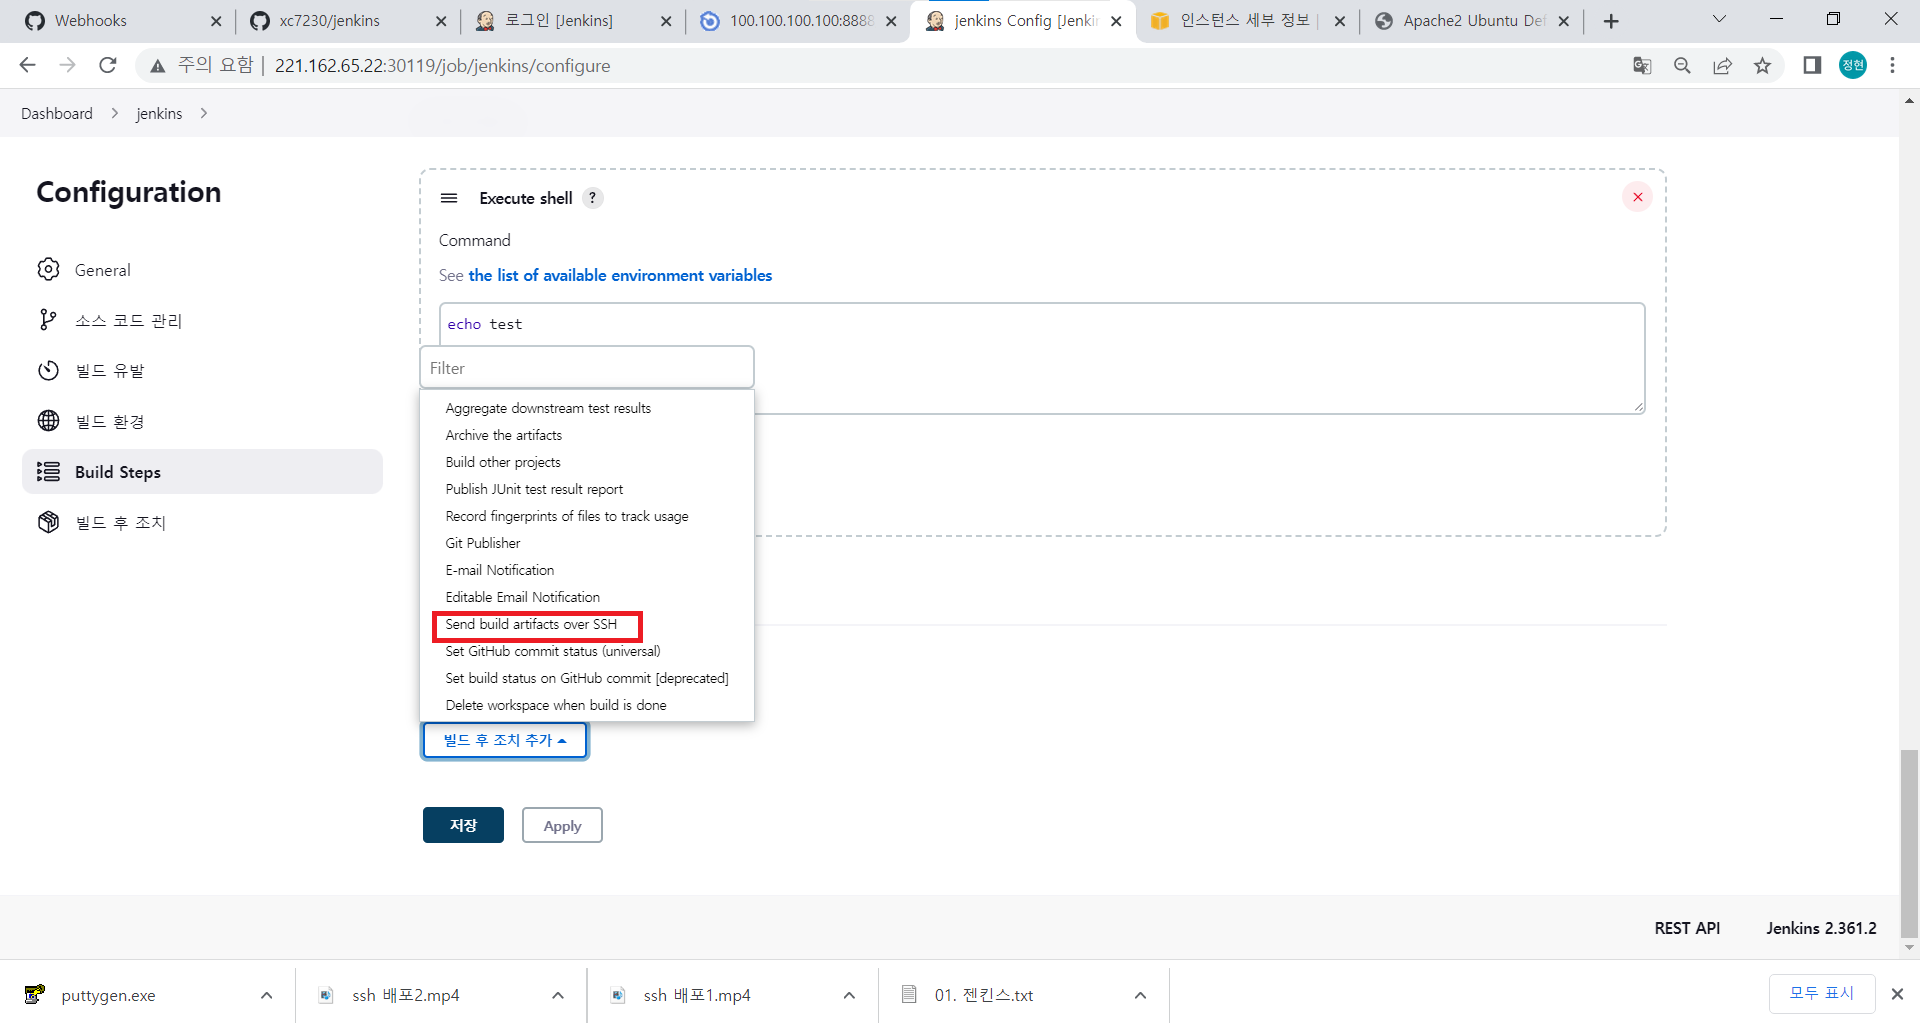 Webhooks
xc7230/jenkins
로그인 [Jenkins]
100.100.100.100:8888
jenkins Config [Jenkin
인스턴스 세부 정보 |
Apache2 Ubuntu Def
주의 요함 | 221.162.65.22:30119/job/jenkins/configure
정현
Dashboard > jenkins >
Configuration
General
소스 코드 관리
빌드 유발
빌드 환경
Build Steps
빌드 후 조치
Execute shell ?
Command
See the list of available environment variables
echo test
Filter
Aggregate downstream test results
Archive the artifacts
Build other projects
Publish JUnit test result report
Record fingerprints of files to track usage
Git Publisher
E-mail Notification
Editable Email Notification
Send build artifacts over SSH
Set GitHub commit status (universal)
Set build status on GitHub commit [deprecated]
Delete workspace when build is done
빌드 후 조치 추가
저장
Apply
REST API
Jenkins 2.361.2
puttygen.exe
ssh 배포2.mp4
ssh 배포1.mp4
01. 젠킨스.txt
모두 표시